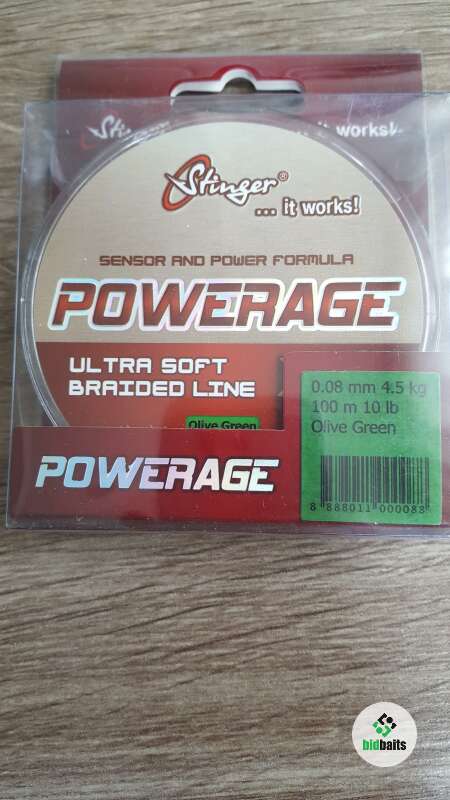 Stinger
it works!
Stinger®
... it works!
SENSOR AND POWER FORMULA
POWERAGE
ULTRA SOFT
BRAIDED LINE
Olive Green
0.08 mm 4.5 kg
100 m 10 lb
Olive Green
POWERAGE
8 888011 000083
bidbaits